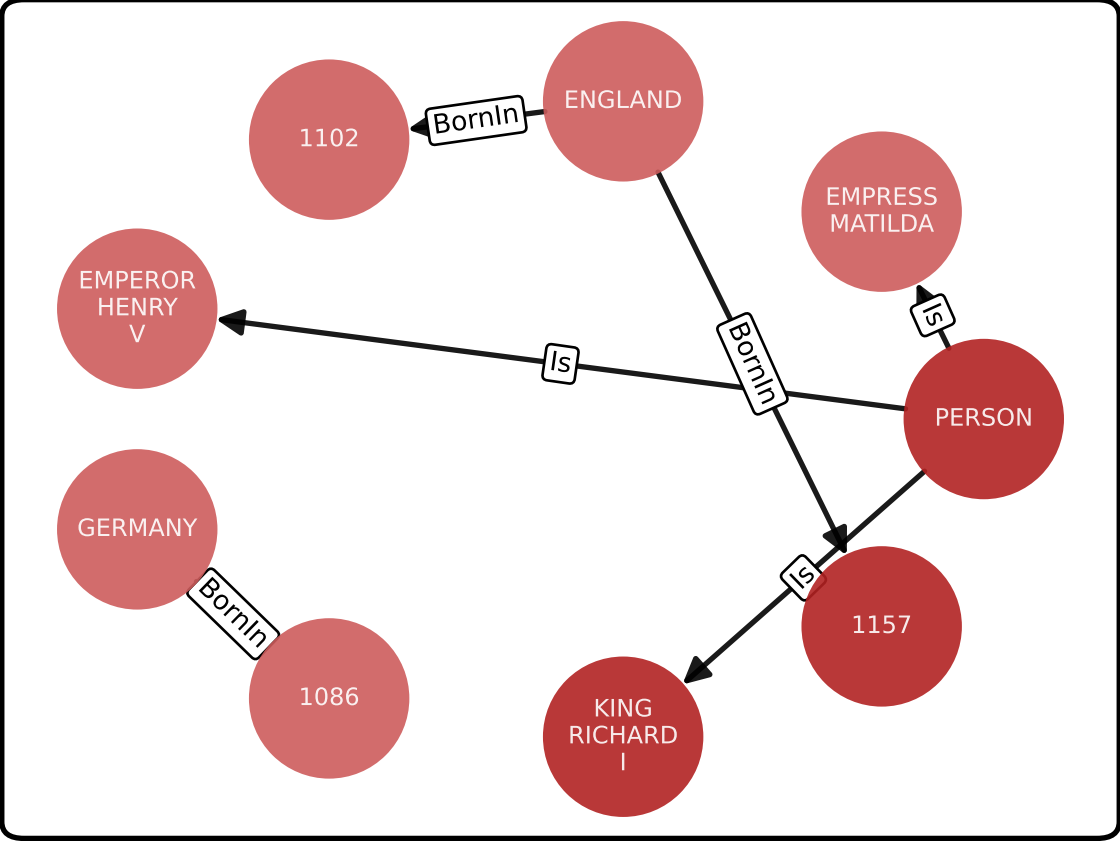 ENGLAND
BornIn
1102
EMPRESS
MATILDA
EMPEROR
HENRY
V
Is
Is
BornIn
PERSON
GERMANY
BornIn
Is
1157
1086
KING
RICHARD
I